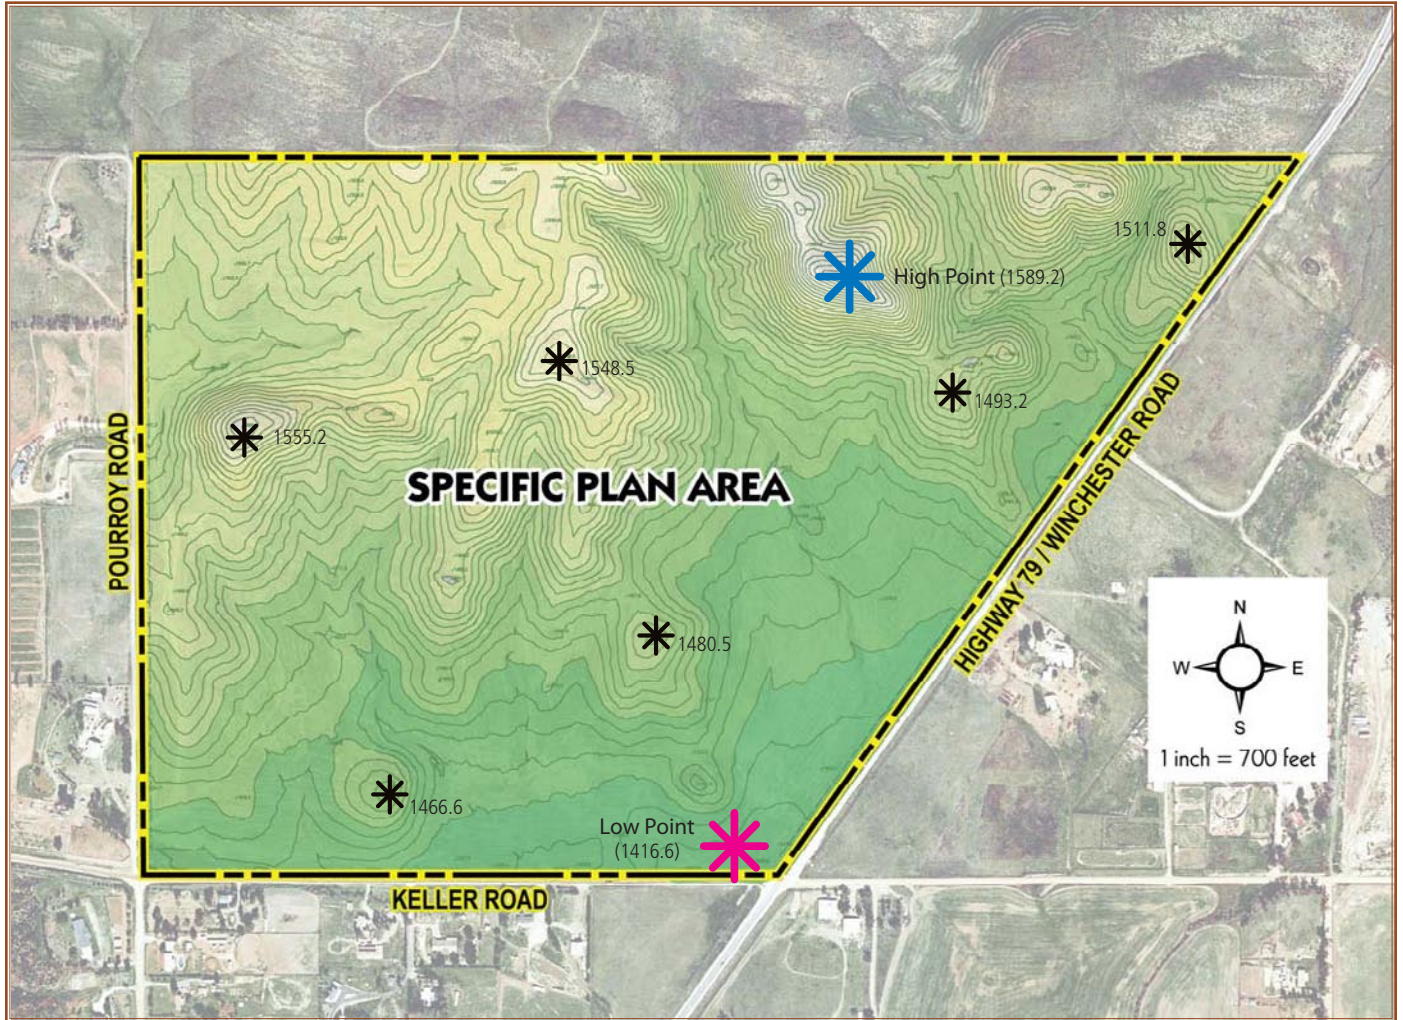 1511.8
High Point (1589.2)
1548.5
1493.2
1555.2
SPECIFIC PLAN AREA
POURROY ROAD
HIGHWAY 79 / WINCHESTER ROAD
N
W E
S
1 inch = 700 feet
1480.5
1466.6
Low Point
(1416.6)
KELLER ROAD